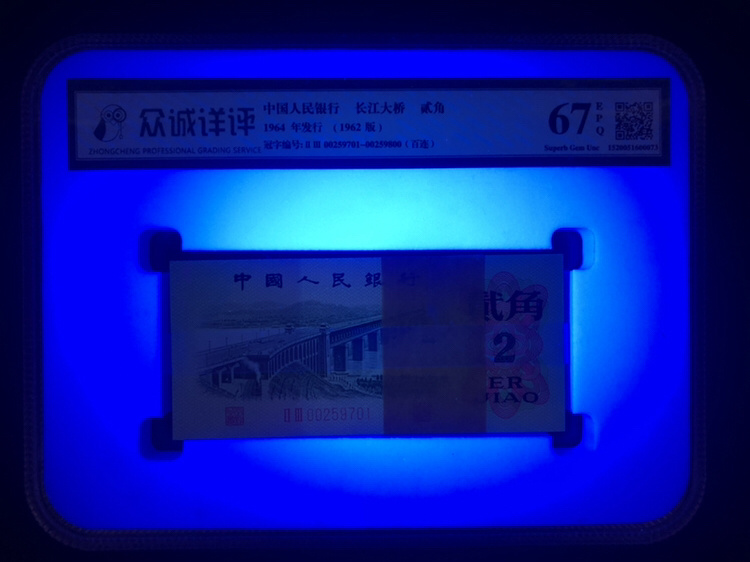 众诚详评
ZHONGCHENG PROFESSIONAL GRADING SERVICE
中国人民银行 长江大桥 贰角
1964 年发行 (1962 版)
冠字编号: II III 00259701-00259800 (百连)
67
EPQ
Superb Gem Unc
1520051000073
中國人民銀行
贰角
2
ER
JIAO
II III 00259701